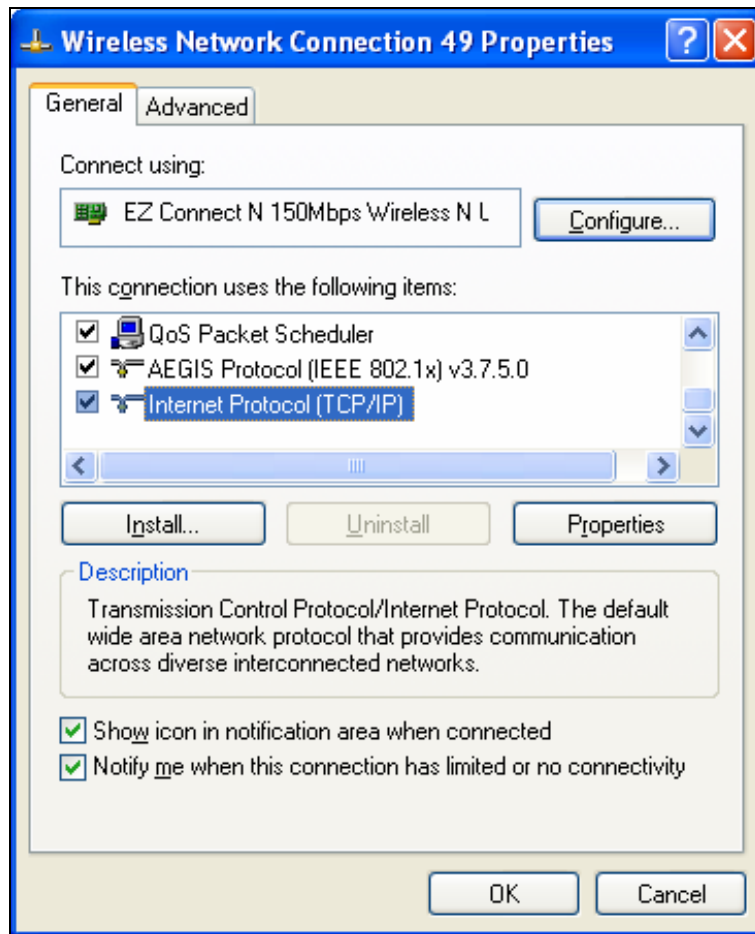 Wireless Network Connection 49 Properties
General
Advanced
Connect using:
EZ Connect N 150Mbps Wireless N
Configure...
This connection uses the following items:
QoS Packet Scheduler
AEGIS Protocol (IEEE 802.1x) v3.7.5.0
Internet Protocol (TCP/IP)
Install...
Uninstall
Properties
Description
Transmission Control Protocol/Internet Protocol. The default
wide area network protocol that provides communication
across diverse interconnected networks.
Show icon in notification area when connected
Notify me when this connection has limited or no connectivity
OK
Cancel